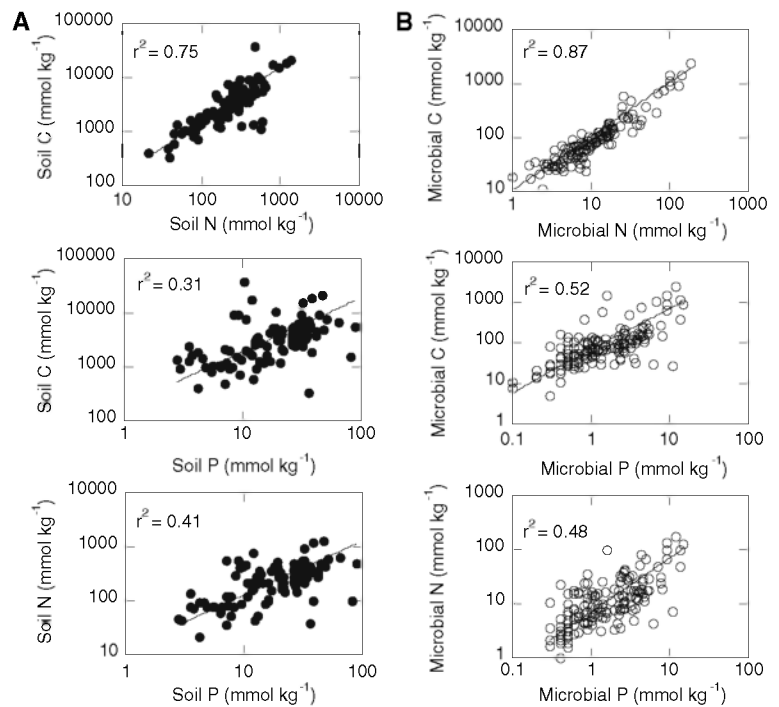 A
B
100000
10000
1000
100
r² = 0.75
Soil C (mmol kg⁻¹)
10
100
1000
10000
Soil N (mmol kg⁻¹)
10000
1000
100
10
r² = 0.87
Microbial C (mmol kg⁻¹)
1
10
100
1000
Microbial N (mmol kg⁻¹)
100000
10000
1000
100
r² = 0.31
Soil C (mmol kg⁻¹)
1
10
100
Soil P (mmol kg⁻¹)
10000
1000
100
10
1
r² = 0.52
Microbial C (mmol kg⁻¹)
0.1
1
10
100
Microbial P (mmol kg⁻¹)
10000
1000
100
10
r² = 0.41
Soil N (mmol kg⁻¹)
1
10
100
Soil P (mmol kg⁻¹)
1000
100
10
1
r² = 0.48
Microbial N (mmol kg⁻¹)
0.1
1
10
100
Microbial P (mmol kg⁻¹)